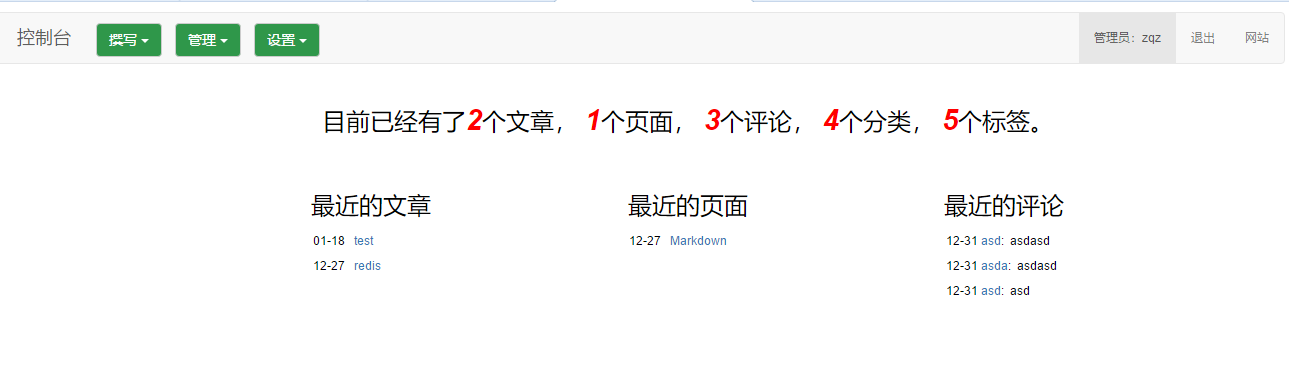 控制台 撰写 管理 设置 管理员：zqz 退出 网站
目前已经有了2个文章， 1个页面， 3个评论， 4个分类， 5个标签。
最近的文章 最近的页面 最近的评论
01-18 test 12-27 Markdown 12-31 asd: asdasd
12-27 redis 12-31 asda: asdasd
12-31 asd: asd